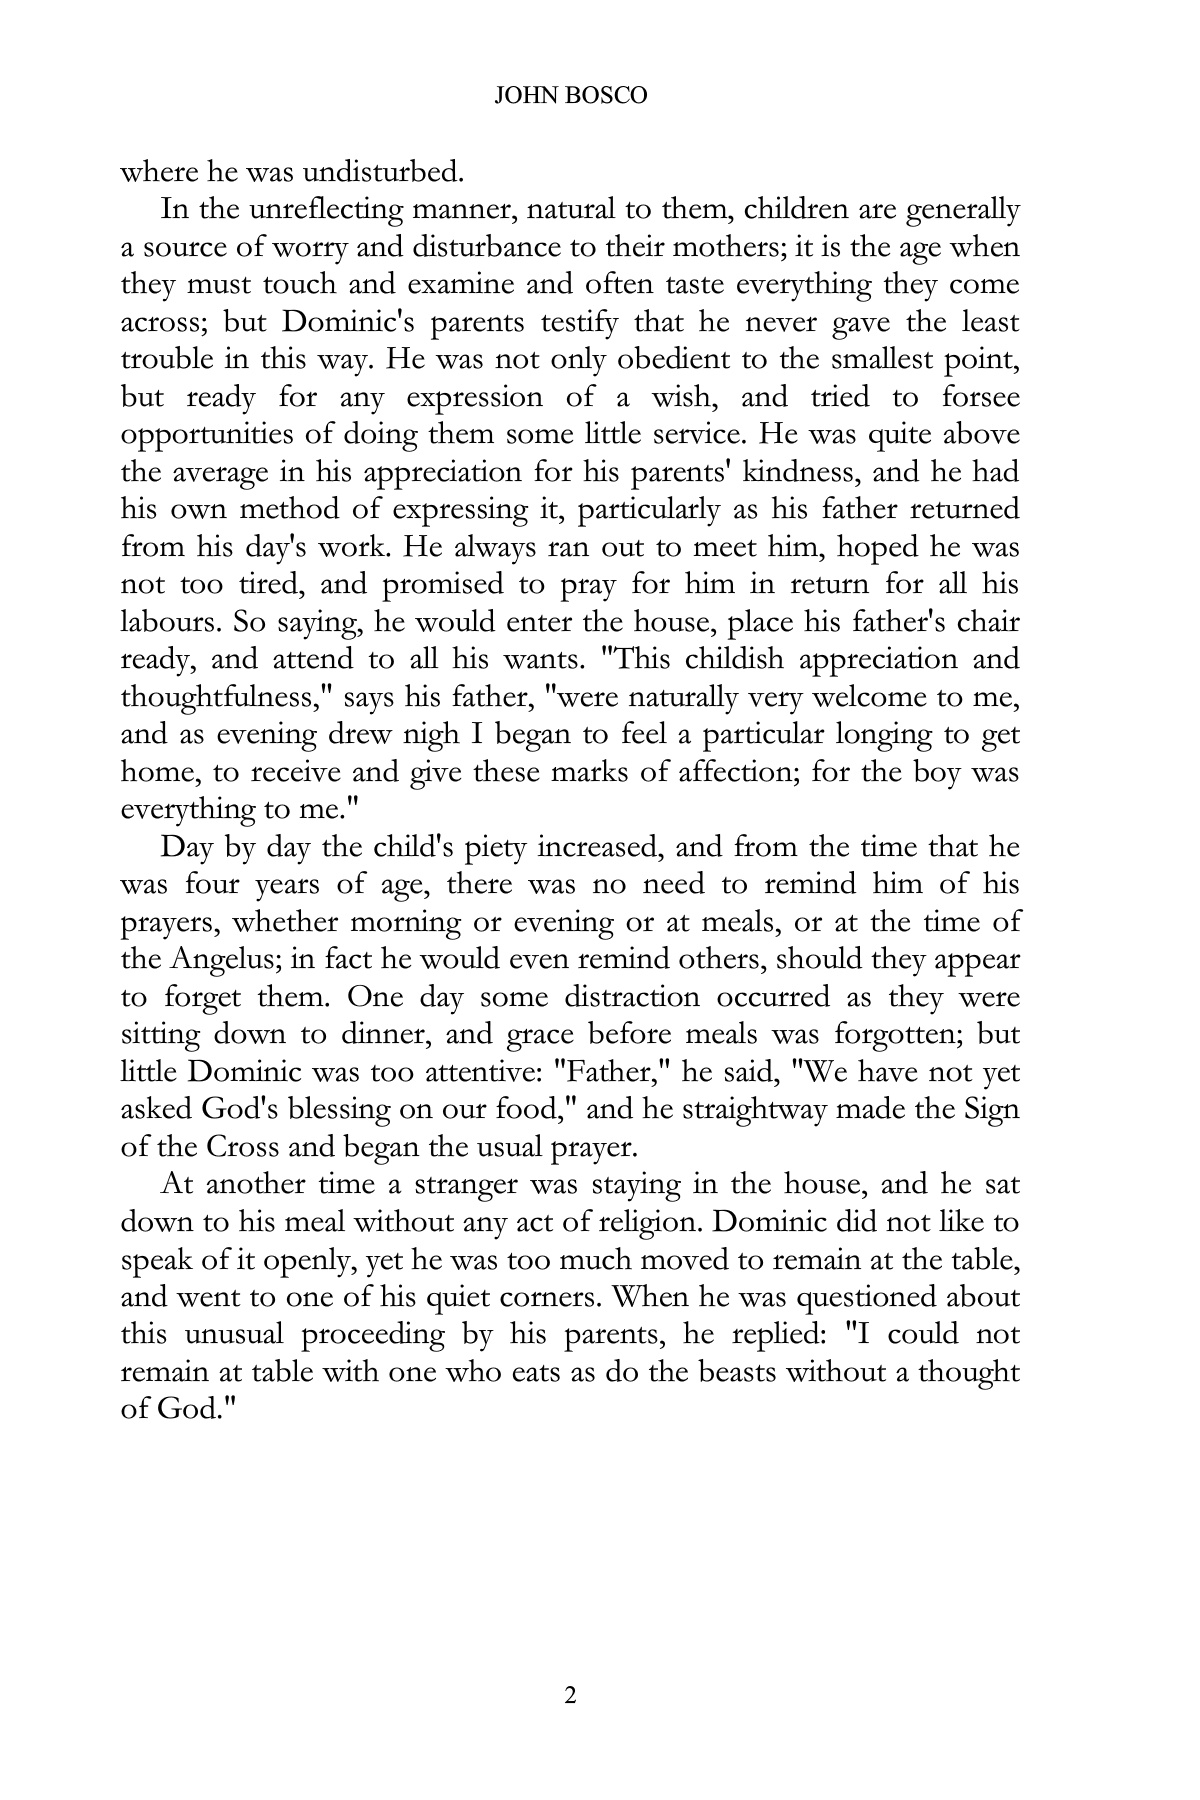 JOHN BOSCO
where he was undisturbed.
In the unreflecting manner, natural to them, children are generally
a source of worry and disturbance to their mothers; it is the age when
they must touch and examine and often taste everything they come
across; but Dominic's parents testify that he never gave the least
trouble in this way. He was not only obedient to the smallest point,
but ready for any expression of a wish, and tried to forsee
opportunities of doing them some little service. He was quite above
the average in his appreciation for his parents' kindness, and he had
his own method of expressing it, particularly as his father returned
from his day's work. He always ran out to meet him, hoped he was
not too tired, and promised to pray for him in return for all his
labours. So saying, he would enter the house, place his father's chair
ready, and attend to all his wants. "This childish appreciation and
thoughtfulness," says his father, "were naturally very welcome to me,
and as evening drew nigh I began to feel a particular longing to get
home, to receive and give these marks of affection; for the boy was
everything to me."
Day by day the child's piety increased, and from the time that he
was four years of age, there was no need to remind him of his
prayers, whether morning or evening or at meals, or at the time of
the Angelus; in fact he would even remind others, should they appear
to forget them. One day some distraction occurred as they were
sitting down to dinner, and grace before meals was forgotten; but
little Dominic was too attentive: "Father," he said, "We have not yet
asked God's blessing on our food," and he straightway made the Sign
of the Cross and began the usual prayer.
At another time a stranger was staying in the house, and he sat
down to his meal without any act of religion. Dominic did not like to
speak of it openly, yet he was too much moved to remain at the table,
and went to one of his quiet corners. When he was questioned about
this unusual proceeding by his parents, he replied: "I could not
remain at table with one who eats as do the beasts without a thought
of God."
2